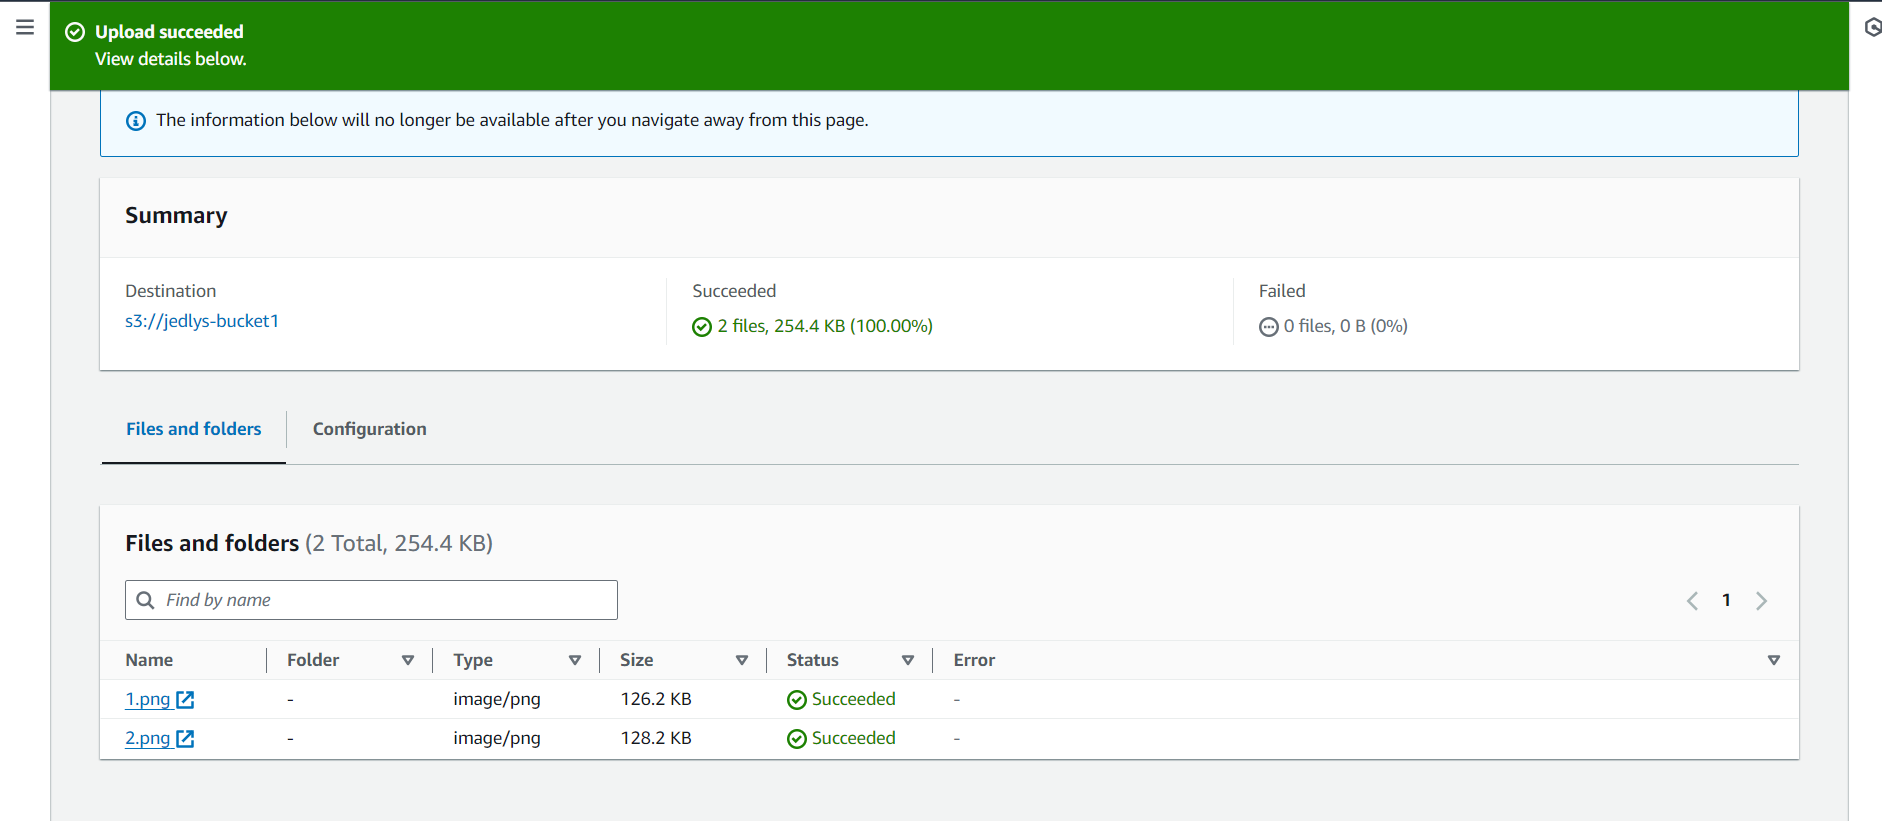 Upload succeeded
View details below.
The information below will no longer be available after you navigate away from this page.
Summary
Destination
s3://jedlys-bucket1
Succeeded
2 files, 254.4 KB (100.00%)
Failed
0 files, 0 B (0%)
Files and folders
Configuration
Files and folders (2 Total, 254.4 KB)
Find by name
1
Name Folder Type Size Status Error
1.png - image/png 126.2 KB Succeeded -
2.png - image/png 128.2 KB Succeeded -